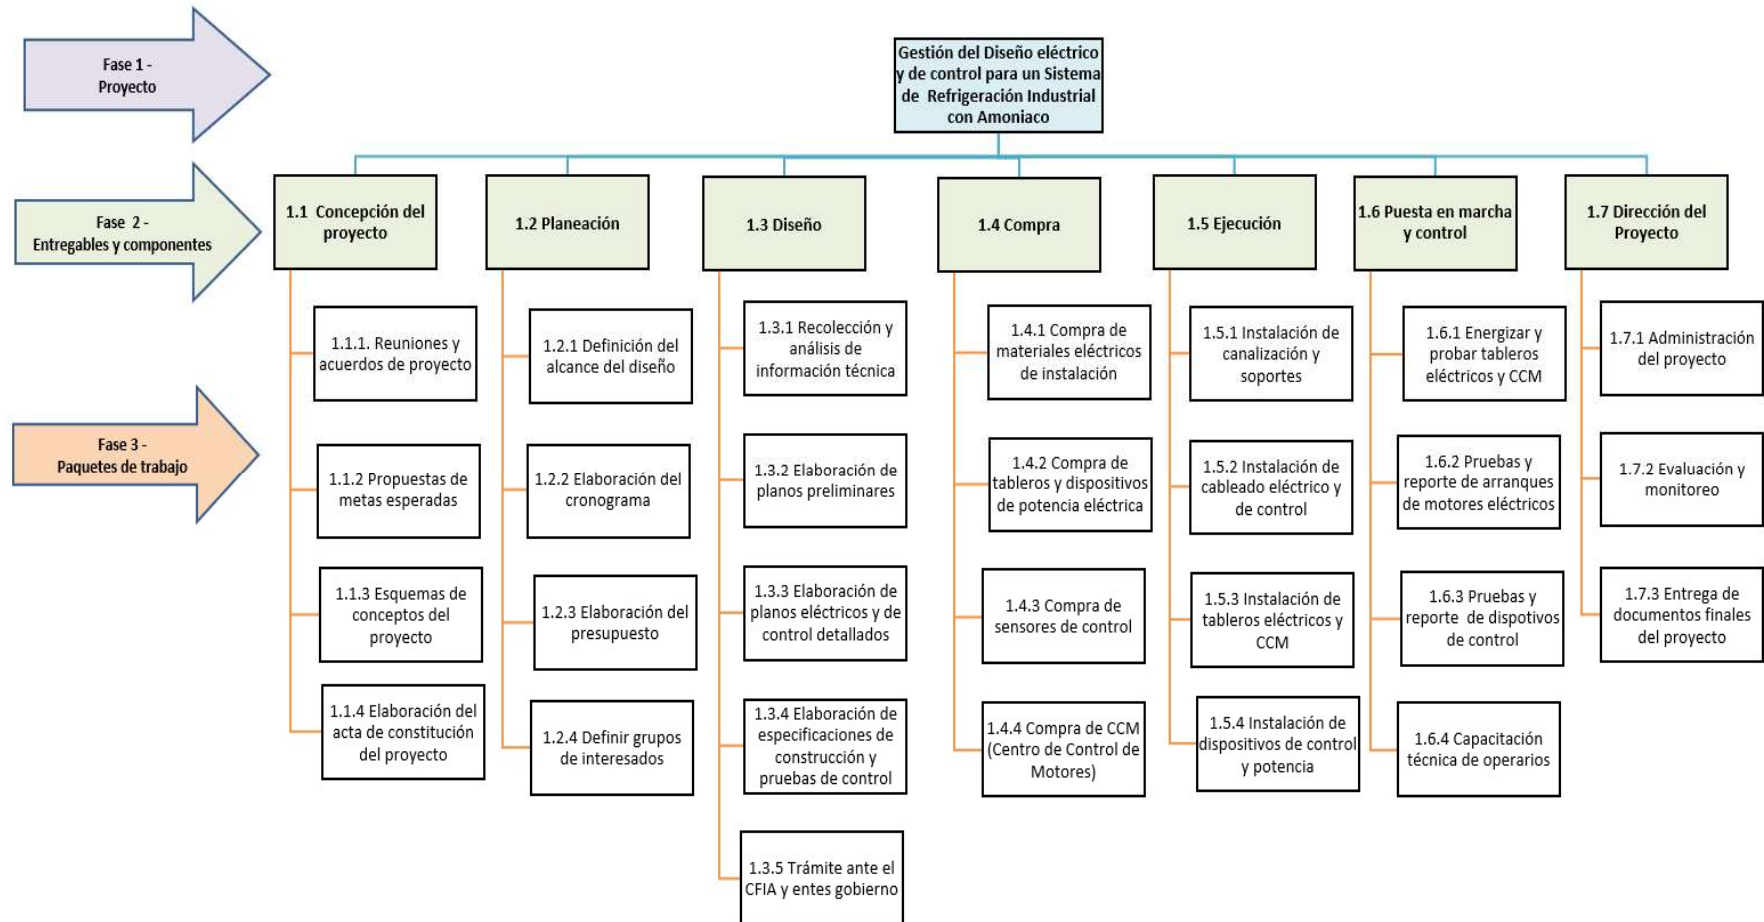 Fase 1 -
Proyecto
Gestión del Diseño eléctrico
y de control para un Sistema
de Refrigeración Industrial
con Amoniaco
Fase 2 -
Entregables y componentes
1.1 Concepción del
proyecto
1.2 Planeación
1.3 Diseño
1.4 Compra
1.5 Ejecución
1.6 Puesta en marcha
y control
1.7 Dirección del
Proyecto
Fase 3 -
Paquetes de trabajo
1.1.1. Reuniones y
acuerdos de proyecto
1.1.2 Propuestas de
metas esperadas
1.1.3 Esquemas de
conceptos del
proyecto
1.1.4 Elaboración del
acta de constitución
del proyecto
1.2.1 Definición del
alcance del diseño
1.2.2 Elaboración del
cronograma
1.2.3 Elaboración del
presupuesto
1.2.4 Definir grupos
de interesados
1.3.1 Recolección y
análisis de
información técnica
1.3.2 Elaboración de
planos preliminares
1.3.3 Elaboración de
planos eléctricos y de
control detallados
1.3.4 Elaboración de
especificaciones de
construcción y
pruebas de control
1.3.5 Trámite ante el
CFIA y entes gobierno
1.4.1 Compra de
materiales eléctricos
de instalación
1.4.2 Compra de
tableros y dispositivos
de potencia eléctrica
1.4.3 Compra de
sensores de control
1.4.4 Compra de CCM
(Centro de Control de
Motores)
1.5.1 Instalación de
canalización y
soportes
1.5.2 Instalación de
cableado eléctrico y
de control
1.5.3 Instalación de
tableros eléctricos y
CCM
1.5.4 Instalación de
dispositivos de control
y potencia
1.6.1 Energizar y
probar tableros
eléctricos y CCM
1.6.2 Pruebas y
reporte de arranques
de motores eléctricos
1.6.3 Pruebas y
reporte de dispotivos
de control
1.6.4 Capacitación
técnica de operarios
1.7.1 Administración
del proyecto
1.7.2 Evaluación y
monitoreo
1.7.3 Entrega de
documentos finales
del proyecto